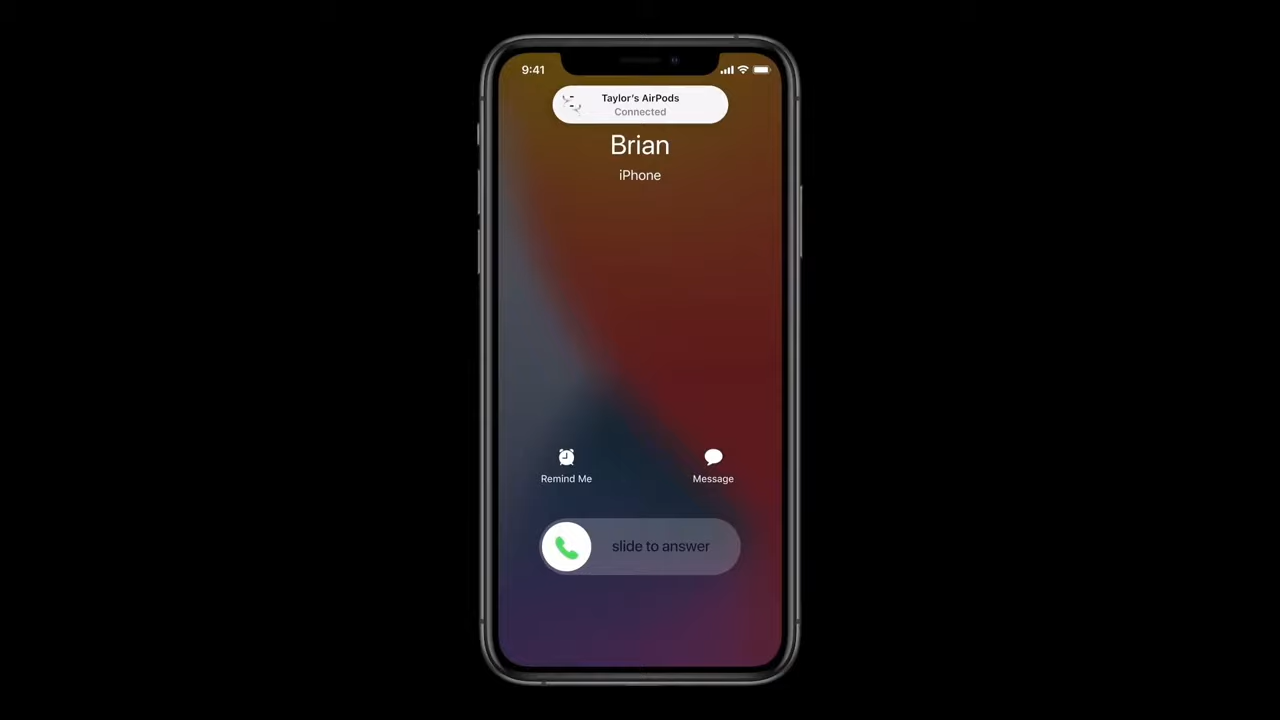 9:41
Taylor's AirPods
Connected
Brian
iPhone
Remind Me
Message
slide to answer